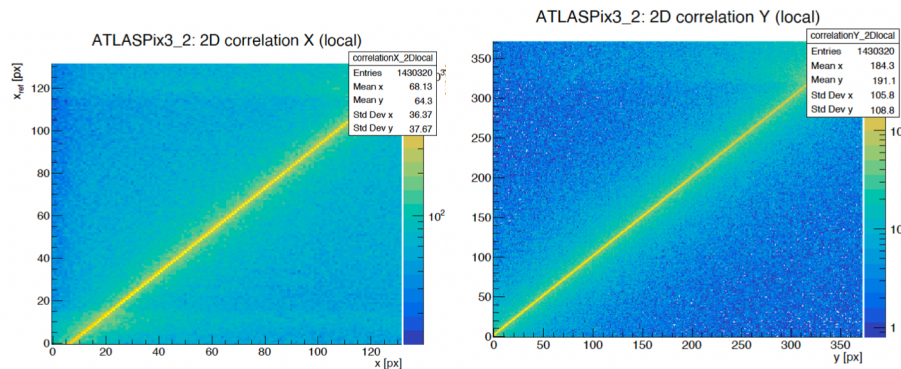 ATLASPix3_2: 2D correlation X (local)
correlationX_2Dlocal
Entries 1430320
Mean x 68.13
Mean y 64.3
Std Dev x 36.37
Std Dev y 37.67
x_ref [px]
120
100
80
60
40
20
0
0 20 40 60 80 100 120
x [px]
10²
ATLASPix3_2: 2D correlation Y (local)
correlationY_2Dlocal
Entries 1430320
Mean x 184.3
Mean y 191.1
Std Dev x 105.8
Std Dev y 108.8
350
300
250
200
150
100
50
0
0 50 100 150 200 250 300 350
y [px]
10
1